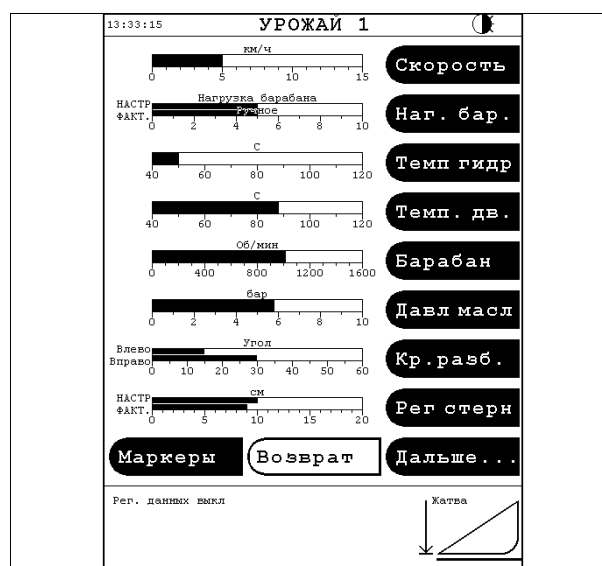 13:33:15 УРОЖАЙ 1
км/ч
0 5 10 15
Скорость
Нагрузка барабана
НАСТР
Ручное
ФАКТ.
0 2 4 6 8 10
Наг. бар.
С
40 60 80 100 120
Темп гидр
С
40 60 80 100 120
Темп. дв.
Об/мин
0 400 800 1200 1600
Барабан
бар
0 2 4 6 8 10
Давл масл
Угол
Влево
Вправо
0 10 20 30 40 50 60
Кр.разб.
см
НАСТР
ФАКТ.
0 5 10 15 20
Рег стерн
Маркеры Возврат Дальше...
Рег. данных выкл
Жатва